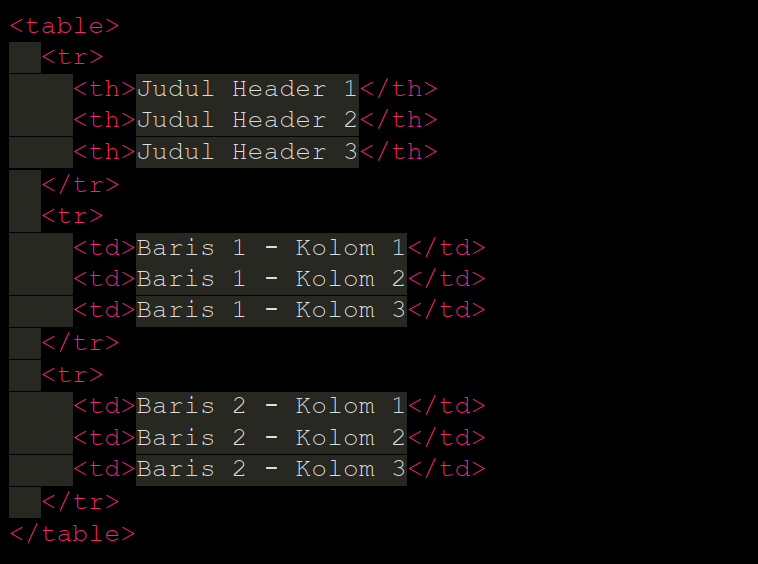 <table>
  <tr>
    <th>Judul Header 1</th>
    <th>Judul Header 2</th>
    <th>Judul Header 3</th>
  </tr>
  <tr>
    <td>Baris 1 - Kolom 1</td>
    <td>Baris 1 - Kolom 2</td>
    <td>Baris 1 - Kolom 3</td>
  </tr>
  <tr>
    <td>Baris 2 - Kolom 1</td>
    <td>Baris 2 - Kolom 2</td>
    <td>Baris 2 - Kolom 3</td>
  </tr>
</table>